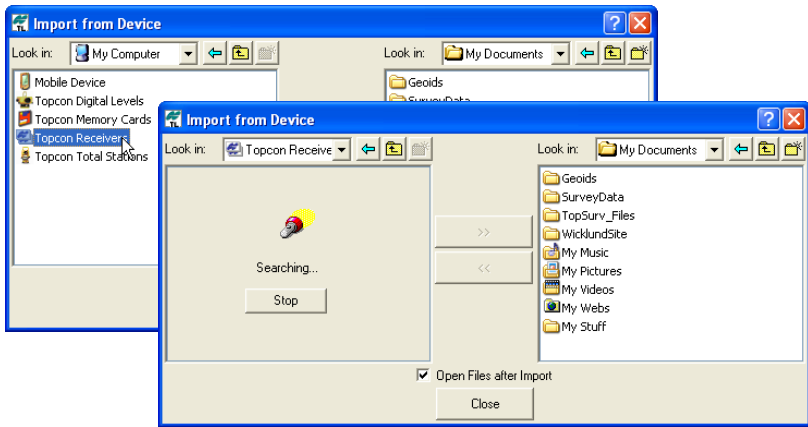 TL Import from Device
Look in: My Computer Look in: My Documents
Mobile Device
Topcon Digital Levels
Topcon Memory Cards
Topcon Receivers
Topcon Total Stations
Geoids
SurveyData
TL Import from Device
Look in: Topcon Receive Look in: My Documents
Searching...
Stop
>>
<<
Geoids
SurveyData
TopSurv_Files
WicklundSite
My Music
My Pictures
My Videos
My Webs
My Stuff
Open Files after Import
Close